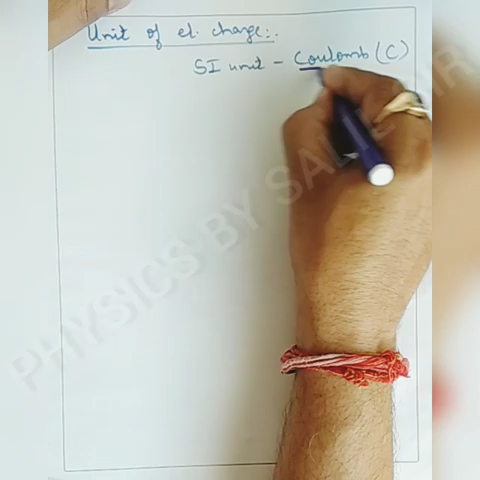 Unit of el. charge:.
SI unit - Coulomb (C)
PHYSICS BY SA